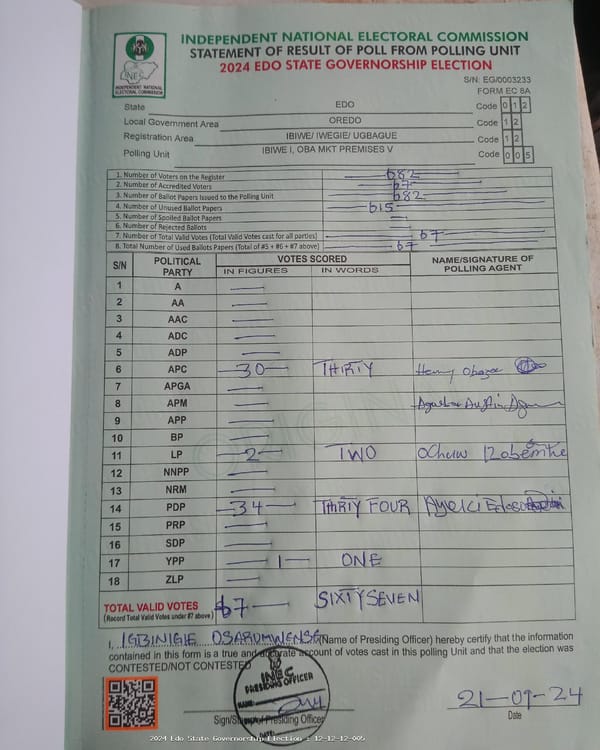 INDEPENDENT NATIONAL ELECTORAL COMMISSION
STATEMENT OF RESULT OF POLL FROM POLLING UNIT
2024 EDO STATE GOVERNORSHIP ELECTION
INEC
INDEPENDENT NATIONAL
ELECTORAL COMMISSION
S/N: EG/0003233
FORM EC 8A
State EDO Code 0 1 2
Local Government Area OREDO Code 1 2
Registration Area IBIWE/ IWEGIE/ UGBAGUE Code 1 2
Polling Unit IBIWE I, OBA MKT PREMISES V Code 0 0 5
1. Number of Voters on the Register 682
2. Number of Accredited Voters 67
3. Number of Ballot Papers Issued to the Polling Unit 682
4. Number of Unused Ballot Papers 615
5. Number of Spoiled Ballot Papers —
6. Number of Rejected Ballots —
7. Number of Total Valid Votes (Total Valid Votes cast for all parties) 67
8. Total Number of Used Ballots Papers (Total of #5 + #6 + #7 above) 67
S/N POLITICAL PARTY VOTES SCORED NAME/SIGNATURE OF POLLING AGENT
IN FIGURES IN WORDS
1 A —
2 AA —
3 AAC —
4 ADC —
5 ADP —
6 APC 30 THIRTY Henry
7 APGA —
8 APM — Austin
9 APP —
10 BP —
11 LP 2 TWO
12 NNPP —
13 NRM —
14 PDP 34 THIRTY FOUR
15 PRP —
16 SDP —
17 YPP 1 ONE
18 ZLP —
TOTAL VALID VOTES 67 SIXTY SEVEN
(Record Total Valid Votes under #7 above)
I, IGBINIGIE OSARUMWENSE (Name of Presiding Officer) hereby certify that the information
contained in this form is a true and accurate account of votes cast in this polling Unit and that the election was
CONTESTED/NOT CONTESTED
INEC
PRESIDING OFFICER
NAME:
21-09-24
Sign/Stamp of Presiding Officer Date
2024 Edo State Governorship Election : 12-12-12-005